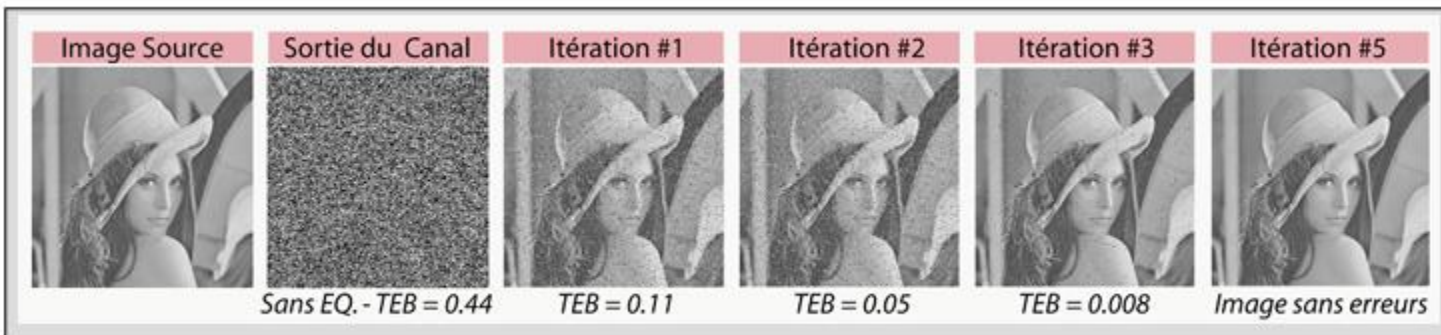 Image Source
Sortie du Canal
Itération #1
Itération #2
Itération #3
Itération #5
Sans EQ. - TEB = 0.44
TEB = 0.11
TEB = 0.05
TEB = 0.008
Image sans erreurs